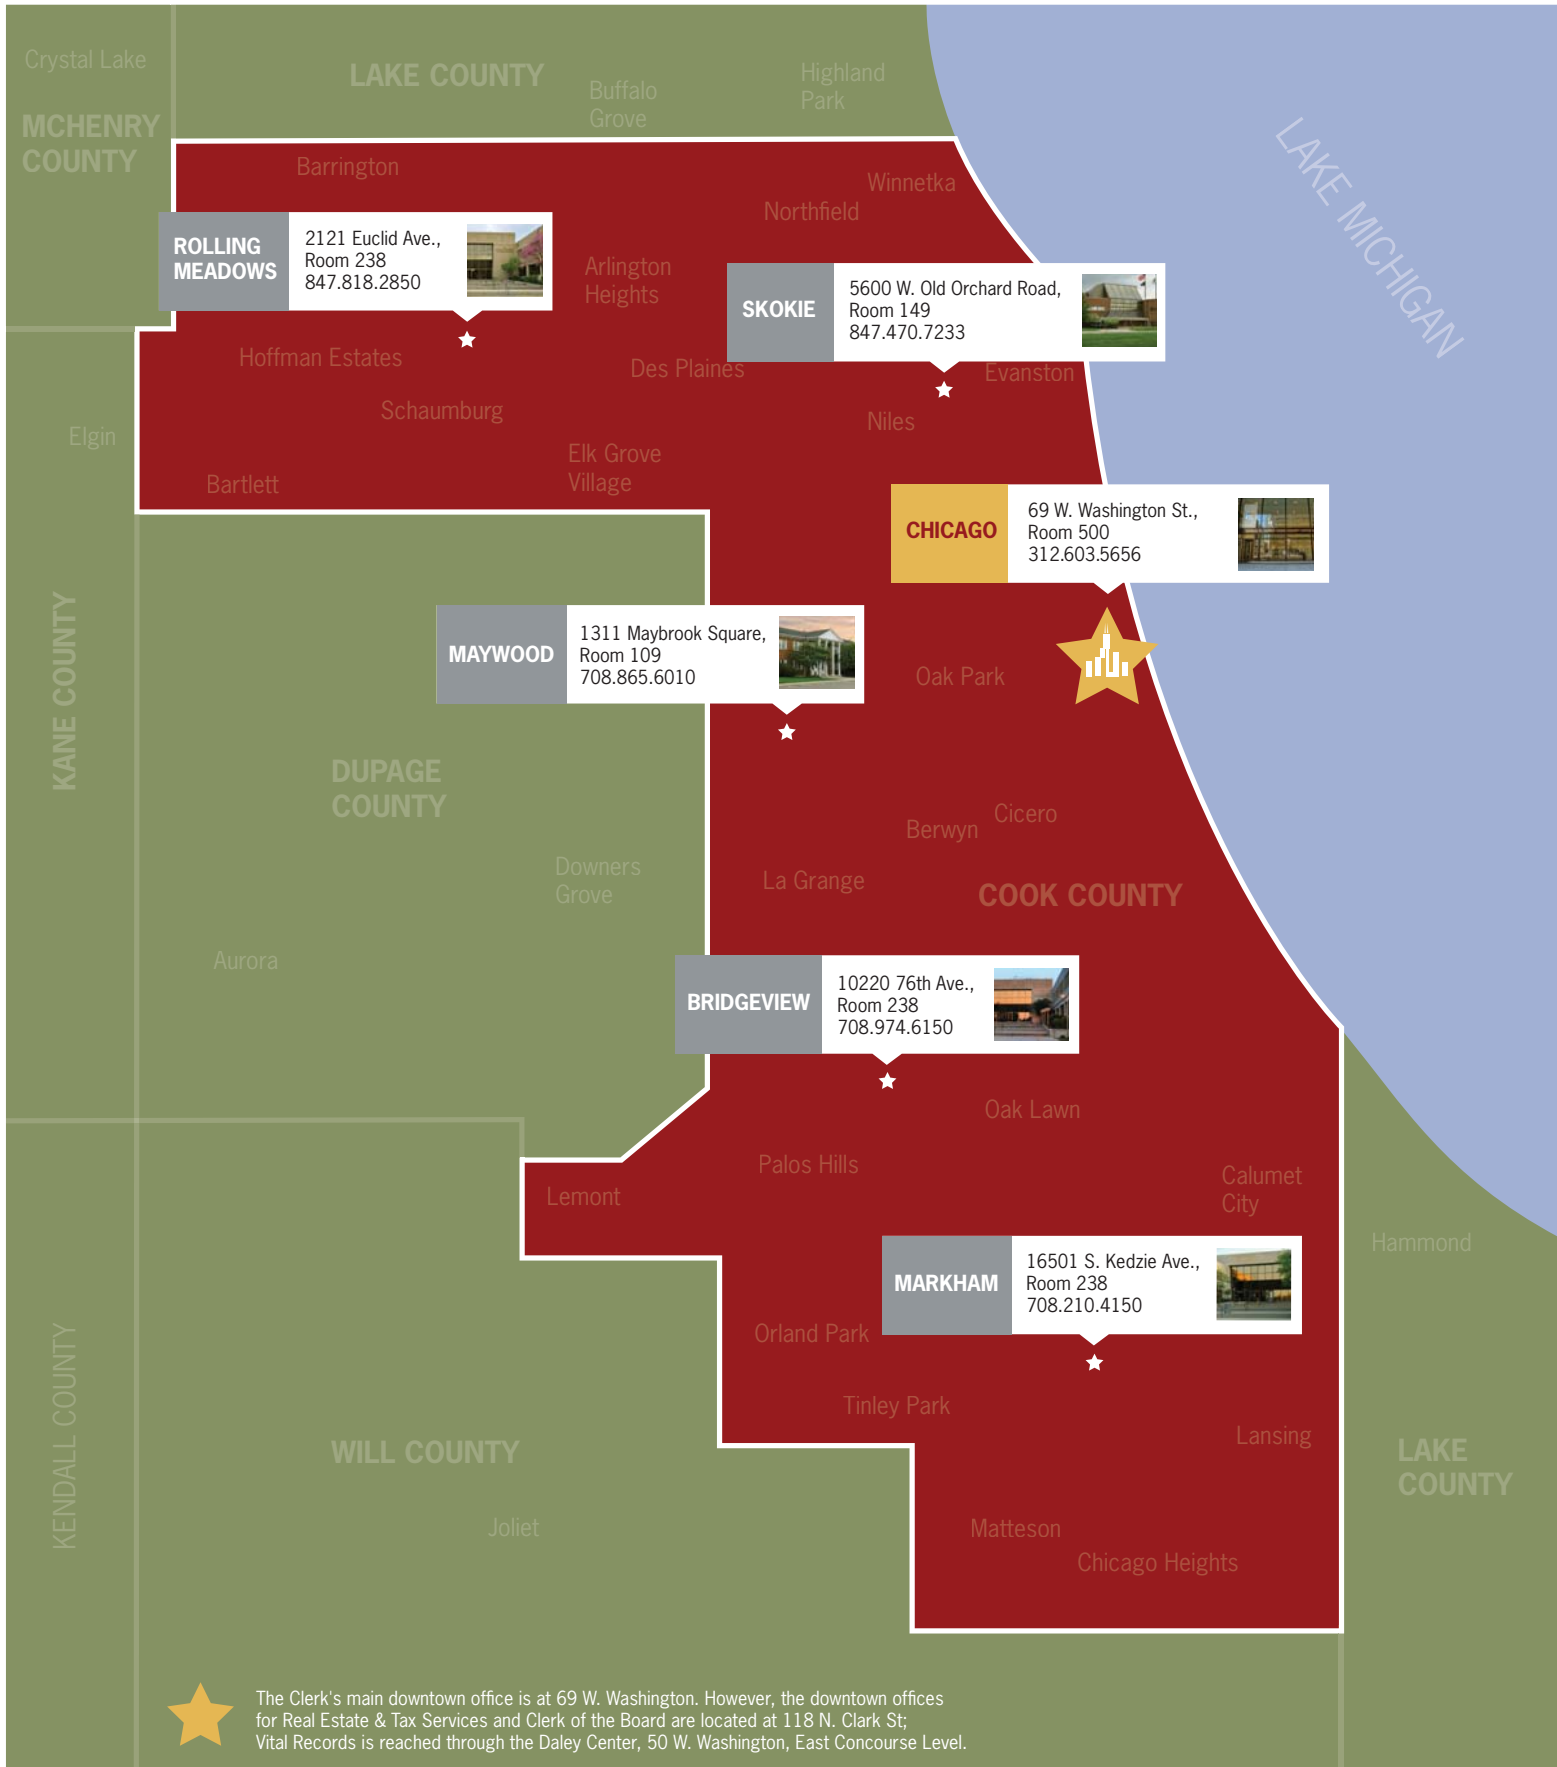 Crystal Lake
LAKE COUNTY
Highland
Park
Buffalo
Grove
MCHENRY
COUNTY
LAKE MICHIGAN
Barrington
Winnetka
Northfield
ROLLING
MEADOWS
2121 Euclid Ave.,
Room 238
847.818.2850
Arlington
Heights
SKOKIE
5600 W. Old Orchard Road,
Room 149
847.470.7233
Hoffman Estates
Des Plaines
Evanston
Schaumburg
Niles
Elgin
Elk Grove
Village
Bartlett
CHICAGO
69 W. Washington St.,
Room 500
312.603.5656
KANE COUNTY
MAYWOOD
1311 Maybrook Square,
Room 109
708.865.6010
Oak Park
DUPAGE
COUNTY
Cicero
Berwyn
Downers
Grove
La Grange
COOK COUNTY
Aurora
BRIDGEVIEW
10220 76th Ave.,
Room 238
708.974.6150
Oak Lawn
Palos Hills
Calumet
City
Lemont
Hammond
MARKHAM
16501 S. Kedzie Ave.,
Room 238
708.210.4150
Orland Park
KENDALL COUNTY
Tinley Park
Lansing
WILL COUNTY
LAKE
COUNTY
Joliet
Matteson
Chicago Heights
The Clerk's main downtown office is at 69 W. Washington. However, the downtown offices
for Real Estate & Tax Services and Clerk of the Board are located at 118 N. Clark St;
Vital Records is reached through the Daley Center, 50 W. Washington, East Concourse Level.